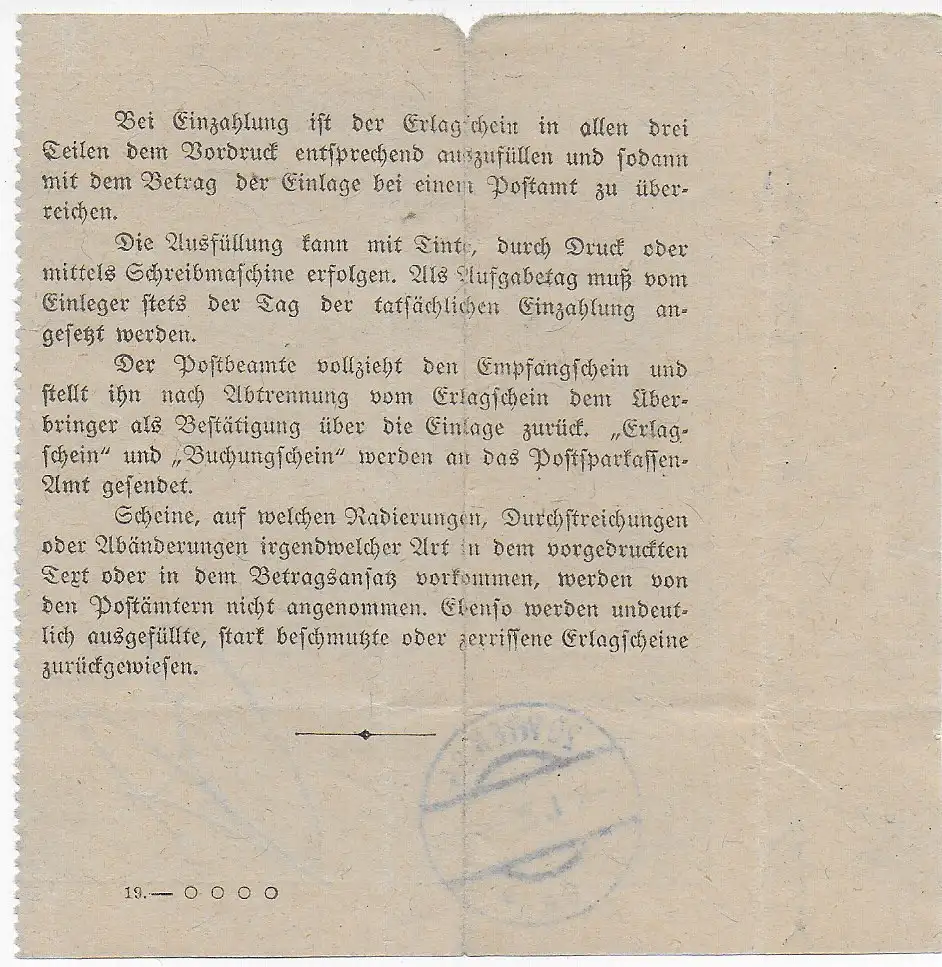 Bei Einzahlung ist der Erlagschein in allen drei
Teilen dem Vordruck entsprechend auszufüllen und sodann
mit dem Betrag der Einlage bei einem Postamt zu über-
reichen.
Die Ausfüllung kann mit Tinte, durch Druck oder
mittels Schreibmaschine erfolgen. Als Aufgabetag muß vom
Einleger stets der Tag der tatsächlichen Einzahlung an-
gesetzt werden.
Der Postbeamte vollzieht den Empfangschein und
stellt ihn nach Abtrennung vom Erlagschein dem Über-
bringer als Bestätigung über die Einlage zurück. „Erlag-
schein“ und „Buchungschein“ werden an das Postsparkassen-
Amt gesendet.
Scheine, auf welchen Radierungen, Durchstreichungen
oder Abänderungen irgendwelcher Art in dem vorgedruckten
Text oder in dem Betragsansatz vorkommen, werden von
den Postämtern nicht angenommen. Ebenso werden undeut-
lich ausgefüllte, stark beschmutzte oder zerrissene Erlagscheine
zurückgewiesen.
19.— O O O O